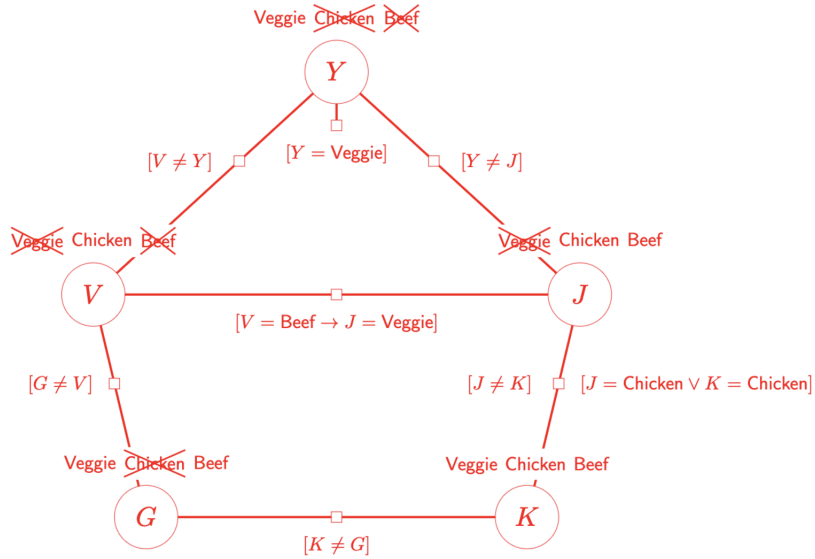 Veggie Chicken Beef
Y
[V ≠ Y]
[Y = Veggie]
[Y ≠ J]
Veggie Chicken Beef
Veggie Chicken Beef
V
J
[V = Beef → J = Veggie]
[G ≠ V]
[J ≠ K]
[J = Chicken ∨ K = Chicken]
Veggie Chicken Beef
Veggie Chicken Beef
G
K
[K ≠ G]